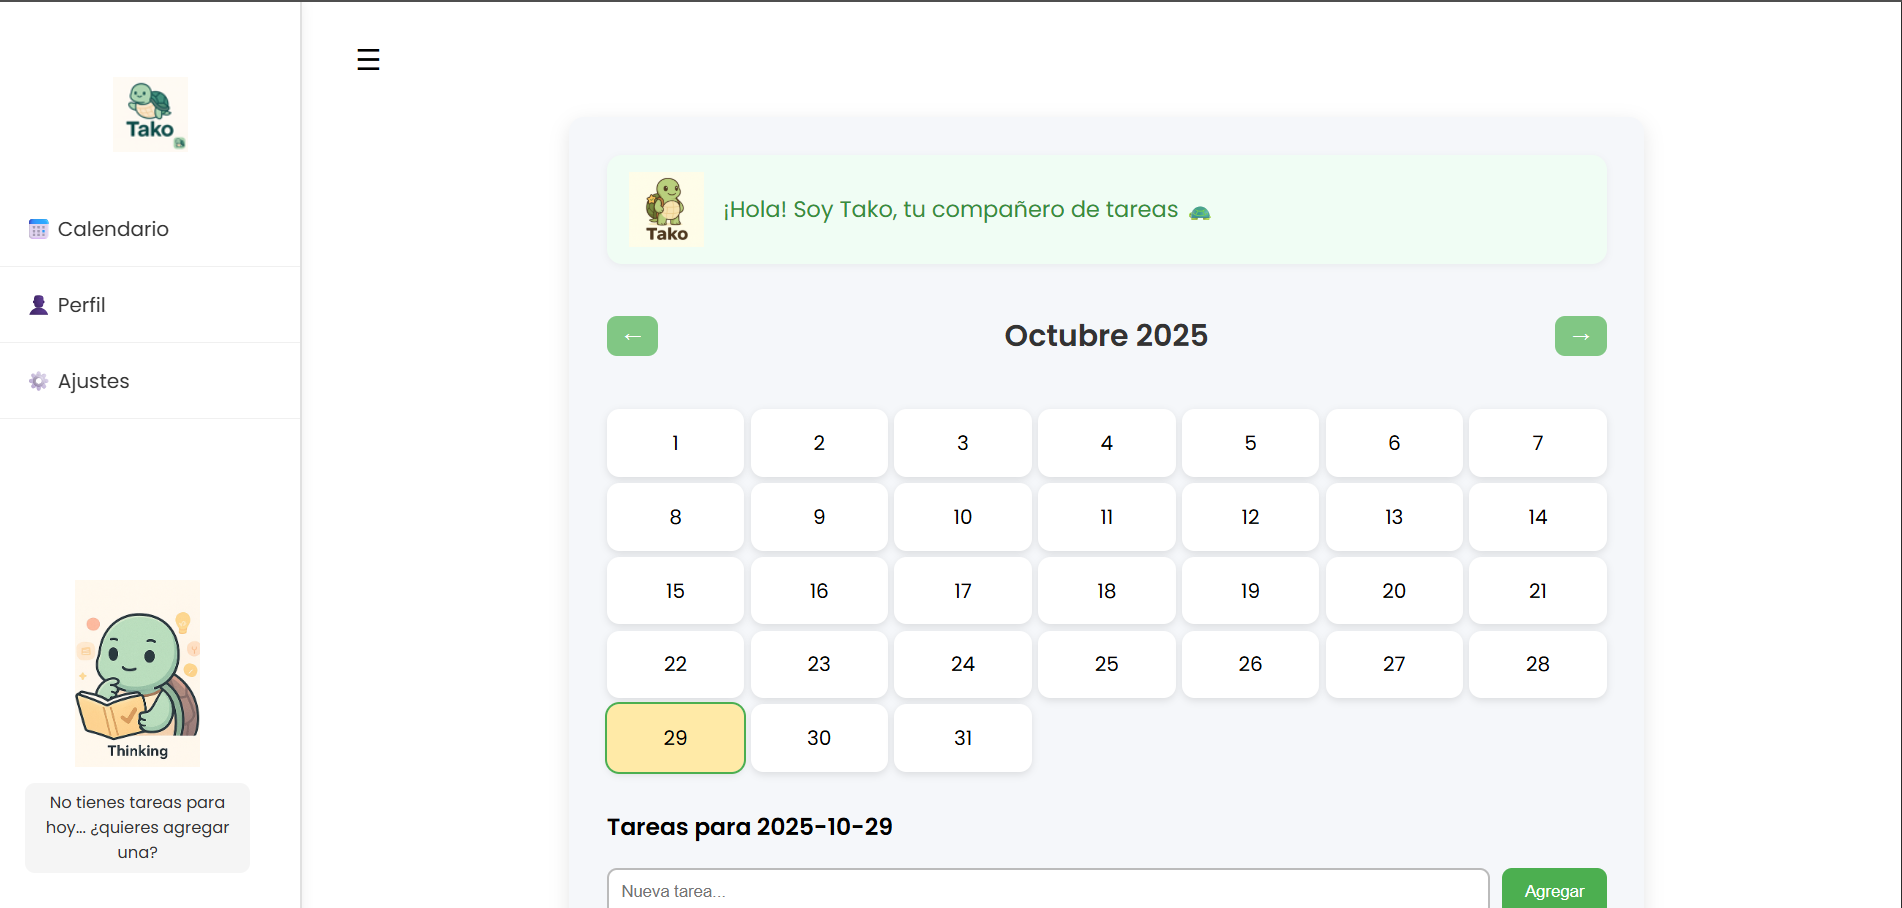 ☰
Tako
Calendario
Perfil
Ajustes
Thinking
No tienes tareas para
hoy... ¿quieres agregar
una?
Tako
¡Hola! Soy Tako, tu compañero de tareas 🐢
← Octubre 2025 →
1 2 3 4 5 6 7
8 9 10 11 12 13 14
15 16 17 18 19 20 21
22 23 24 25 26 27 28
29 30 31
Tareas para 2025-10-29
Nueva tarea... Agregar